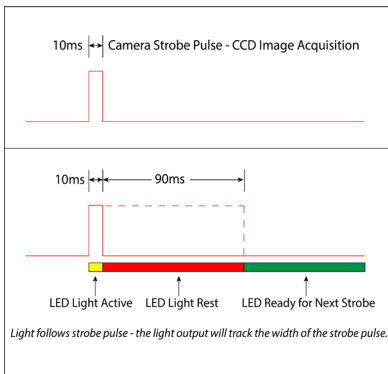 10ms Camera Strobe Pulse - CCD Image Acquisition
10ms 90ms
LED Light Active LED Light Rest LED Ready for Next Strobe
Light follows strobe pulse - the light output will track the width of the strobe pulse.